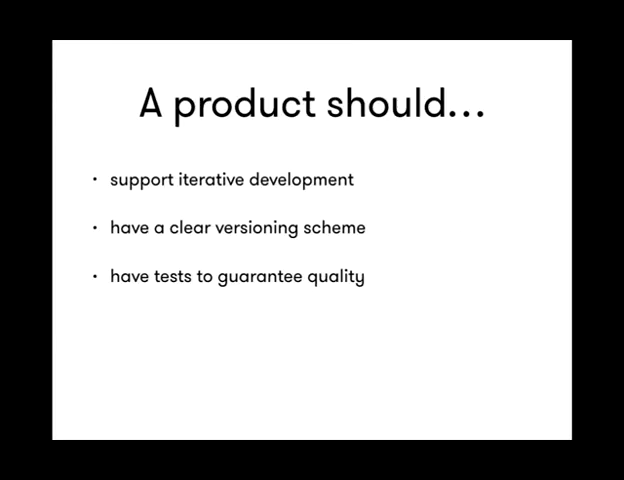 A product should...
• support iterative development
• have a clear versioning scheme
• have tests to guarantee quality